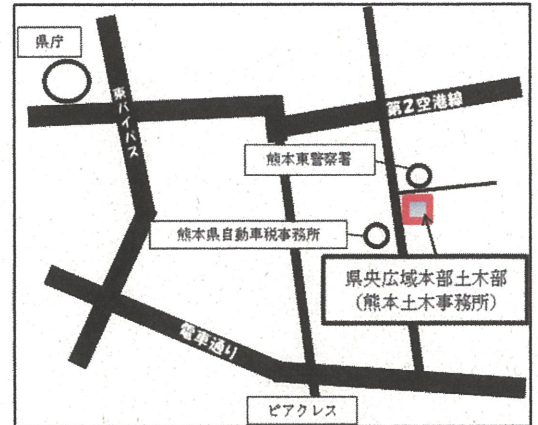 県庁
東バイパス
第2空港線
熊本東警察署
熊本県自動車税事務所
県央広域本部土木部
(熊本土木事務所)
電車通り
ピアクレス